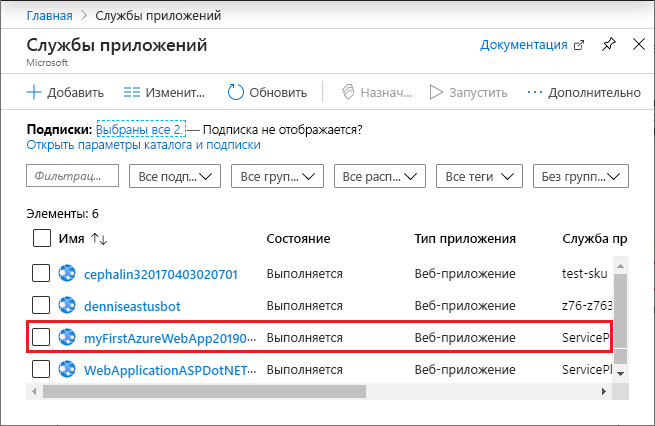 Главная > Службы приложений
Службы приложений
Microsoft
Документация
Добавить Изменит... Обновить Назнач... Запустить ··· Дополнительно
Подписки: Выбраны все 2. — Подписка не отображается?
Открыть параметры каталога и подписки
Фильтрац... Все подп... Все груп... Все расп... Все теги Без групп...
Элементы: 6
Имя ↑↓ Состояние Тип приложения Служба пр
cephalin320170403020701 Выполняется Веб-приложение test-sku
denniseastusbot Выполняется Веб-приложение z76-z763
myFirstAzureWebApp20190... Выполняется Веб-приложение ServiceP
WebApplicationASPDotNET... Выполняется Веб-приложение ServicePl